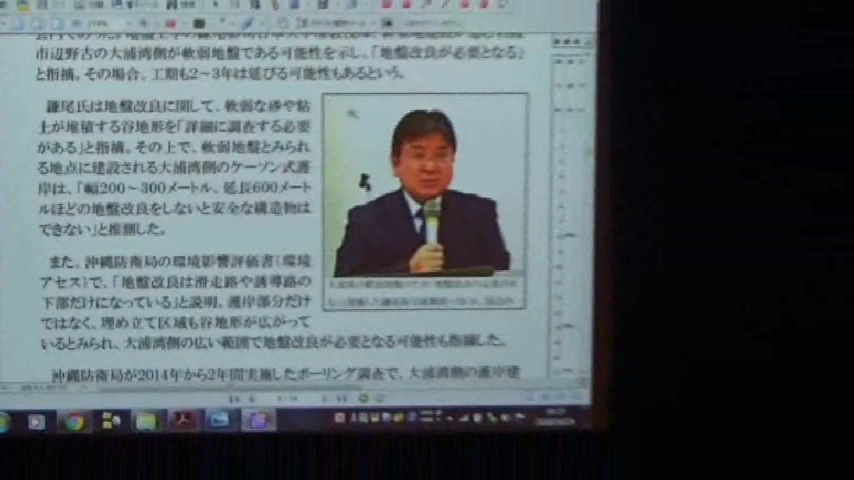 市辺野古の大浦湾側が軟弱地盤である可能性を示し、「地盤改良が必要となる」
と指摘。その場合、工期も2～3年は延びる可能性もあるという。
鎌尾氏は地盤改良に関して、軟弱な砂や粘
土が堆積する谷地形を「詳細に調査する必要
がある」と指摘。その上で、軟弱地盤とみられ
る地点に建設される大浦湾側のケーソン式護
岸は、「幅200～300メートル、延長600メート
ルほどの地盤改良をしないと安全な構造物は
できない」と推測した。
また、沖縄防衛局の環境影響評価書（環境
アセス）で、「地盤改良は滑走路や誘導路の
下部だけになっている」と説明。護岸部分だけ
ではなく、埋め立て区域も谷地形が広がって
いるとみられ、大浦湾側の広い範囲で地盤改良が必要となる可能性も指摘した。
沖縄防衛局が2014年から2年間実施したボーリング調査で、大浦湾側の護岸建